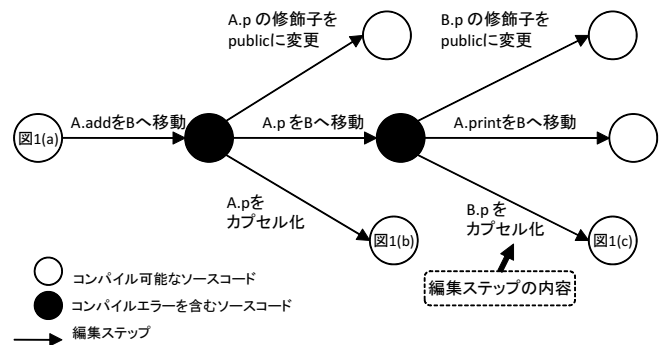 A.p の修飾子を
publicに変更
B.p の修飾子を
publicに変更
図1(a)
A.addをBへ移動
A.p をBへ移動
A.printをBへ移動
A.pを
カプセル化
図1(b)
B.p を
カプセル化
図1(c)
編集ステップの内容
コンパイル可能なソースコード
コンパイルエラーを含むソースコード
編集ステップ